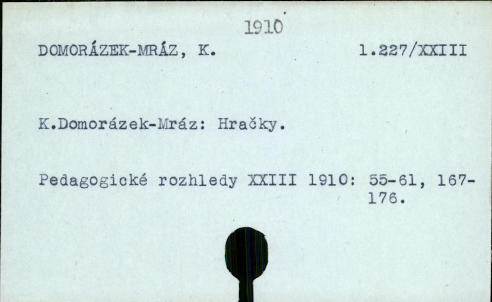 1910
DOMORÁZEK-MRÁZ, K. 1.227/XXIII
K.Domorázek-Mráz: Hračky.
Pedagogické rozhledy XXIII 1910: 55-61, 167-
176.